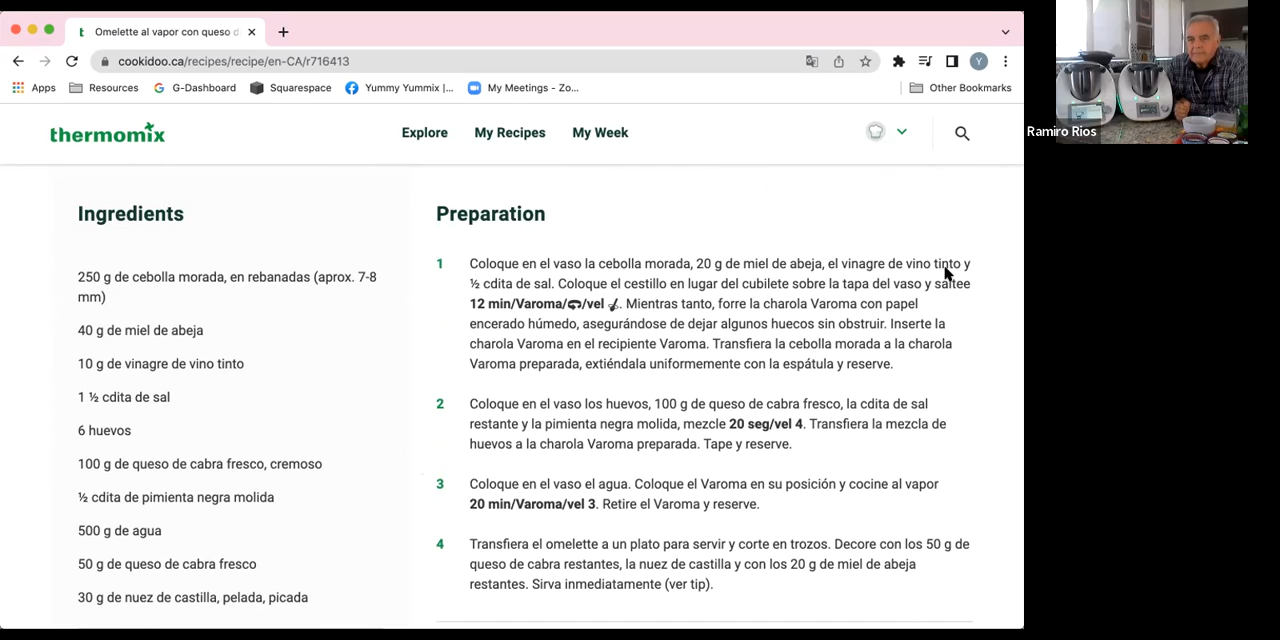 Omelette al vapor con queso d
cookidoo.ca/recipes/recipe/en-CA/r716413
Y
Apps
Resources
G-Dashboard
Squarespace
Yummy Yummix |...
My Meetings - Zo...
Other Bookmarks
thermomix
Explore
My Recipes
My Week
Ramiro Rios
Ingredients
250 g de cebolla morada, en rebanadas (aprox. 7-8
mm)
40 g de miel de abeja
10 g de vinagre de vino tinto
1 ½ cdita de sal
6 huevos
100 g de queso de cabra fresco, cremoso
½ cdita de pimienta negra molida
500 g de agua
50 g de queso de cabra fresco
30 g de nuez de castilla, pelada, picada
Preparation
1
Coloque en el vaso la cebolla morada, 20 g de miel de abeja, el vinagre de vino tinto y
½ cdita de sal. Coloque el cestillo en lugar del cubilete sobre la tapa del vaso y saltee
12 min/Varoma/ /vel . Mientras tanto, forre la charola Varoma con papel
encerado húmedo, asegurándose de dejar algunos huecos sin obstruir. Inserte la
charola Varoma en el recipiente Varoma. Transfiera la cebolla morada a la charola
Varoma preparada, extiéndala uniformemente con la espátula y reserve.
2
Coloque en el vaso los huevos, 100 g de queso de cabra fresco, la cdita de sal
restante y la pimienta negra molida, mezcle 20 seg/vel 4. Transfiera la mezcla de
huevos a la charola Varoma preparada. Tape y reserve.
3
Coloque en el vaso el agua. Coloque el Varoma en su posición y cocine al vapor
20 min/Varoma/vel 3. Retire el Varoma y reserve.
4
Transfiera el omelette a un plato para servir y corte en trozos. Decore con los 50 g de
queso de cabra restantes, la nuez de castilla y con los 20 g de miel de abeja
restantes. Sirva inmediatamente (ver tip).